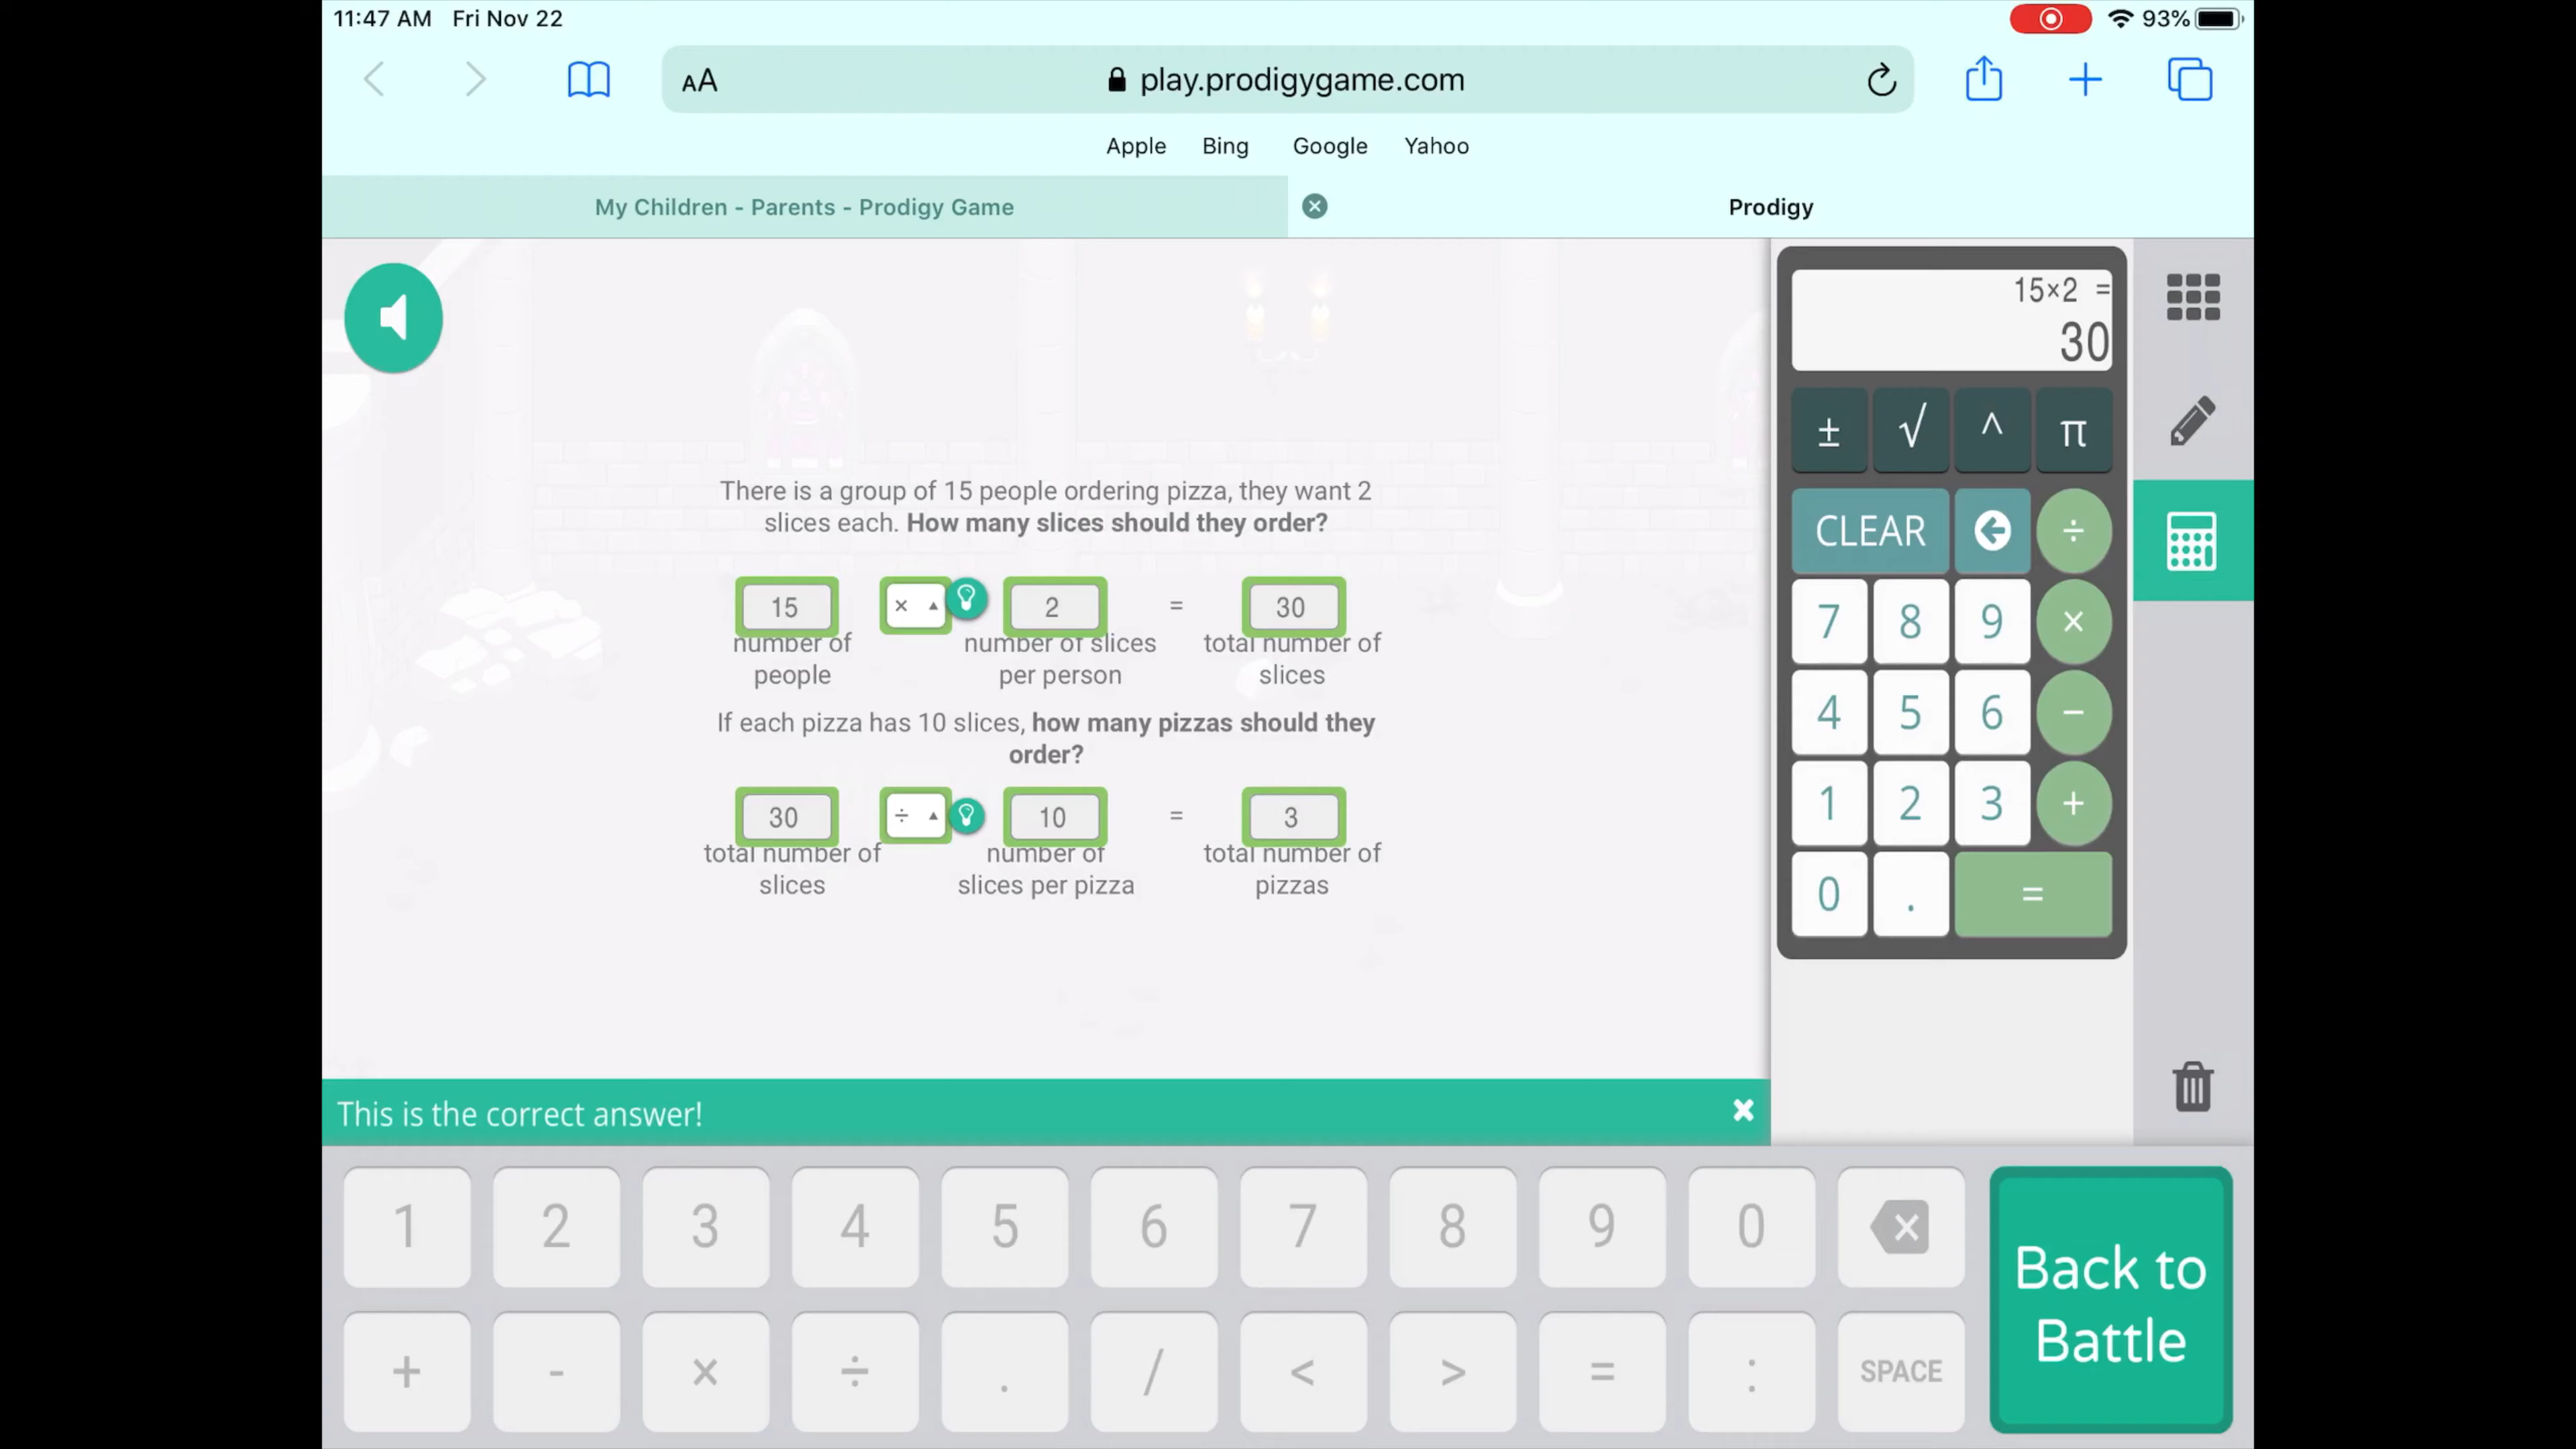 11:47 AM Fri Nov 22 93%
AA play.prodigygame.com
Apple Bing Google Yahoo
My Children - Parents - Prodigy Game Prodigy
15×2 =
30
± √ ^ π
CLEAR ÷
7 8 9 ×
4 5 6 −
1 2 3 +
0 . =
There is a group of 15 people ordering pizza, they want 2
slices each. How many slices should they order?
15 × 2 = 30
number of people number of slices per person total number of slices
If each pizza has 10 slices, how many pizzas should they
order?
30 ÷ 10 = 3
total number of slices number of slices per pizza total number of pizzas
This is the correct answer!
1 2 3 4 5 6 7 8 9 0
+ - × ÷ . / < > = : SPACE
Back to
Battle